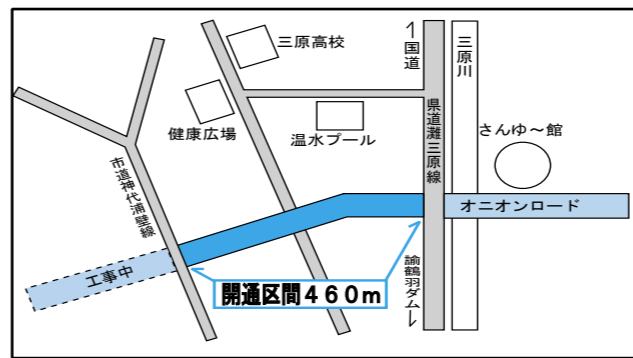 三原高校
↑国道
三原川
健康広場
温水プール
県道灘三原線
さんゆ～館
市道神代浦壁線
オニオンロード
工事中
開通区間４６０ｍ
諭鶴羽ダム↓